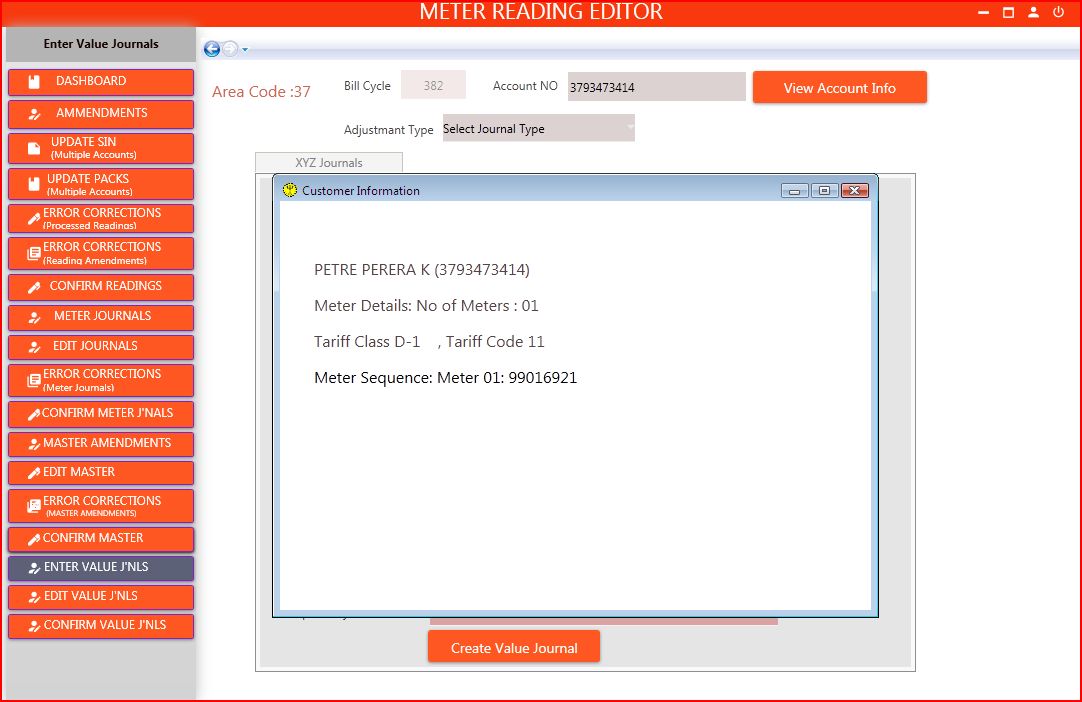 METER READING EDITOR
Enter Value Journals
DASHBOARD
AMMENDMENTS
UPDATE SIN
(Multiple Accounts)
UPDATE PACKS
(Multiple Accounts)
ERROR CORRECTIONS
(Processed Readings)
ERROR CORRECTIONS
(Reading Amendments)
CONFIRM READINGS
METER JOURNALS
EDIT JOURNALS
ERROR CORRECTIONS
(Meter Journals)
CONFIRM METER J'NALS
MASTER AMENDMENTS
EDIT MASTER
ERROR CORRECTIONS
(MASTER AMENDMENTS)
CONFIRM MASTER
ENTER VALUE J'NLS
EDIT VALUE J'NLS
CONFIRM VALUE J'NLS
Area Code :37
Bill Cycle 382 Account NO 3793473414 View Account Info
Adjustmant Type Select Journal Type
XYZ Journals
Customer Information
PETRE PERERA K (3793473414)
Meter Details: No of Meters : 01
Tariff Class D-1 , Tariff Code 11
Meter Sequence: Meter 01: 99016921
Create Value Journal